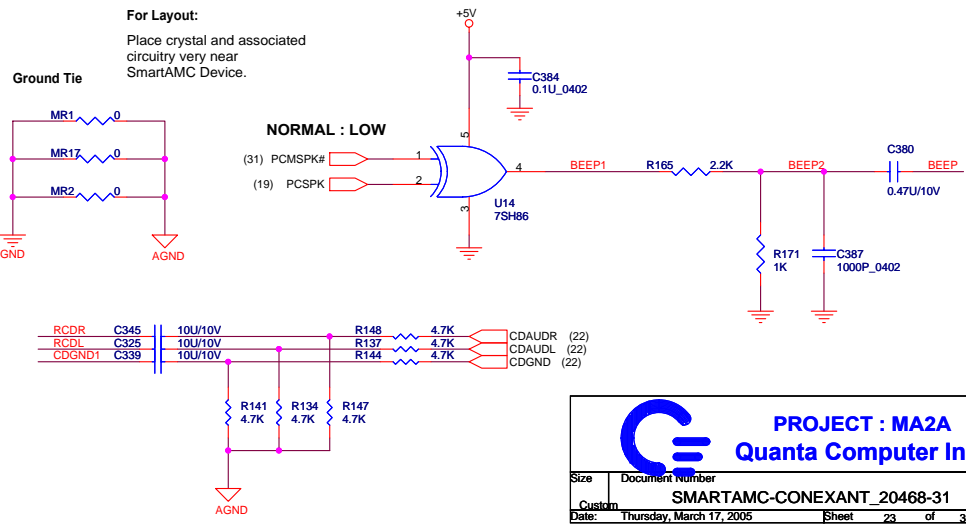 For Layout:
Place crystal and associated
circuitry very near
SmartAMC Device.
Ground Tie
MR1 0
MR17 0
MR2 0
GND
AGND
+5V
C384
0.1U_0402
NORMAL : LOW
(31) PCMSPK#
(19) PCSPK
1
2
5
3
4
U14
7SH86
BEEP1
R165 2.2K
BEEP2
C380
0.47U/10V
BEEP
R171
1K
C387
1000P_0402
RCDR C345 10U/10V R148 4.7K CDAUDR (22)
RCDL C325 10U/10V R137 4.7K CDAUDL (22)
CDGND1 C339 10U/10V R144 4.7K CDGND (22)
R141 R134 R147
4.7K 4.7K 4.7K
AGND
PROJECT : MA2A
Quanta Computer In
Size Document Number
Custom SMARTAMC-CONEXANT_20468-31
Date: Thursday, March 17, 2005 Sheet 23 of 3